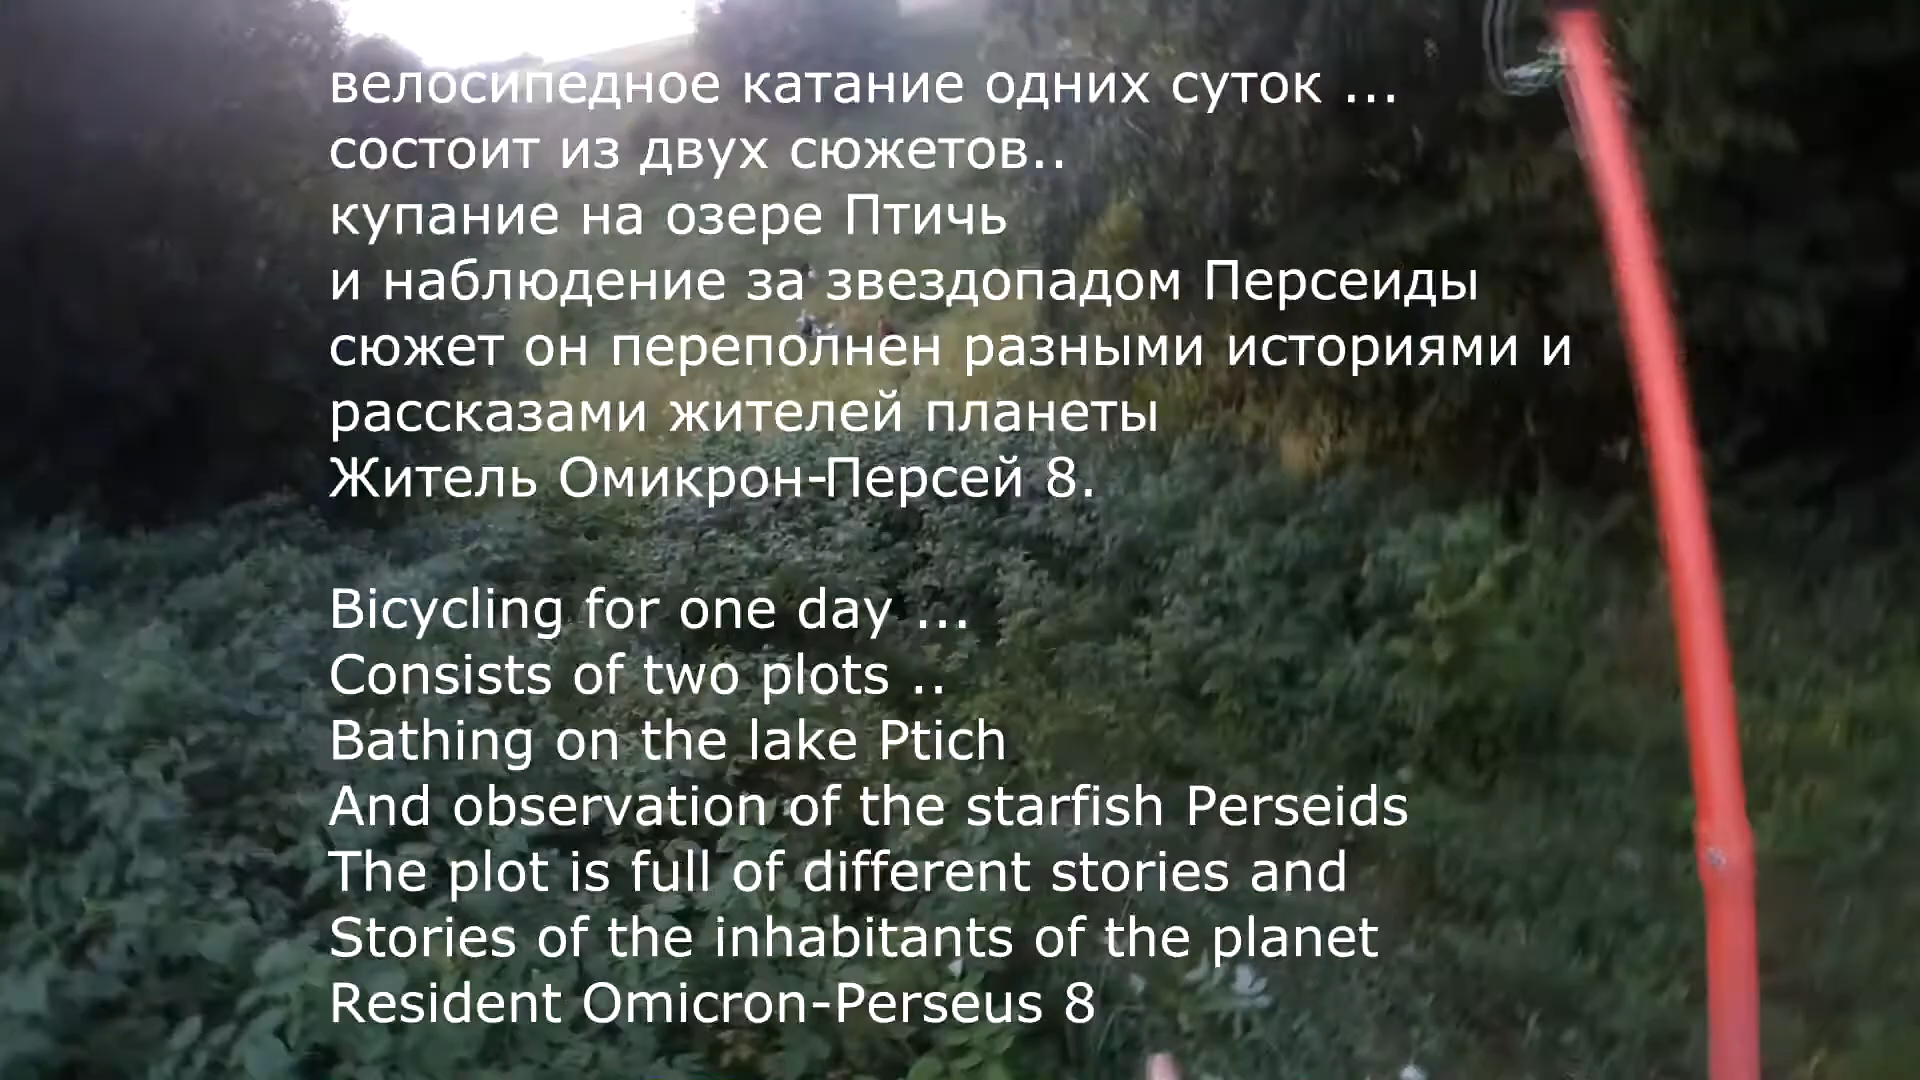 велосипедное катание одних суток ...
состоит из двух сюжетов..
купание на озере Птичь
и наблюдение за звездопадом Персеиды
сюжет он переполнен разными историями и
рассказами жителей планеты
Житель Омикрон-Персей 8.
Bicycling for one day ...
Consists of two plots ..
Bathing on the lake Ptich
And observation of the starfish Perseids
The plot is full of different stories and
Stories of the inhabitants of the planet
Resident Omicron-Perseus 8